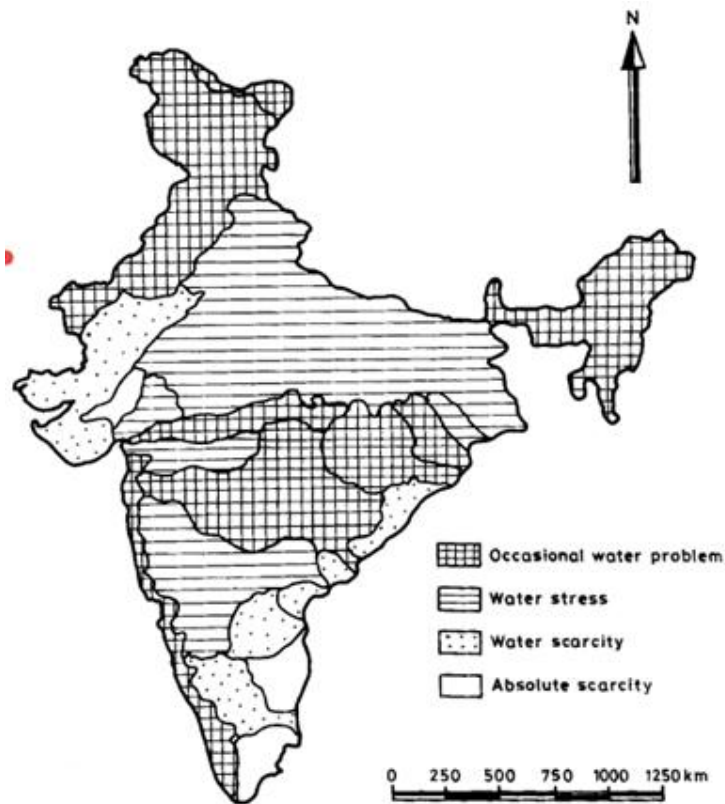 N
Occasional water problem
Water stress
Water scarcity
Absolute scarcity
0 250 500 750 1000 1250 km